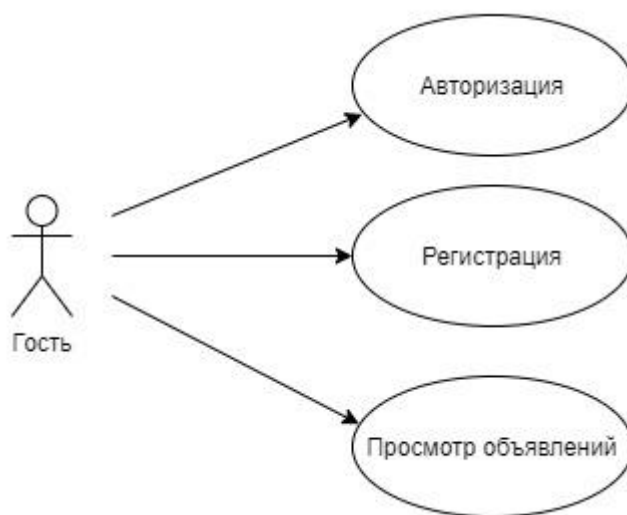 Авторизация
Регистрация
Гость
Просмотр объявлений